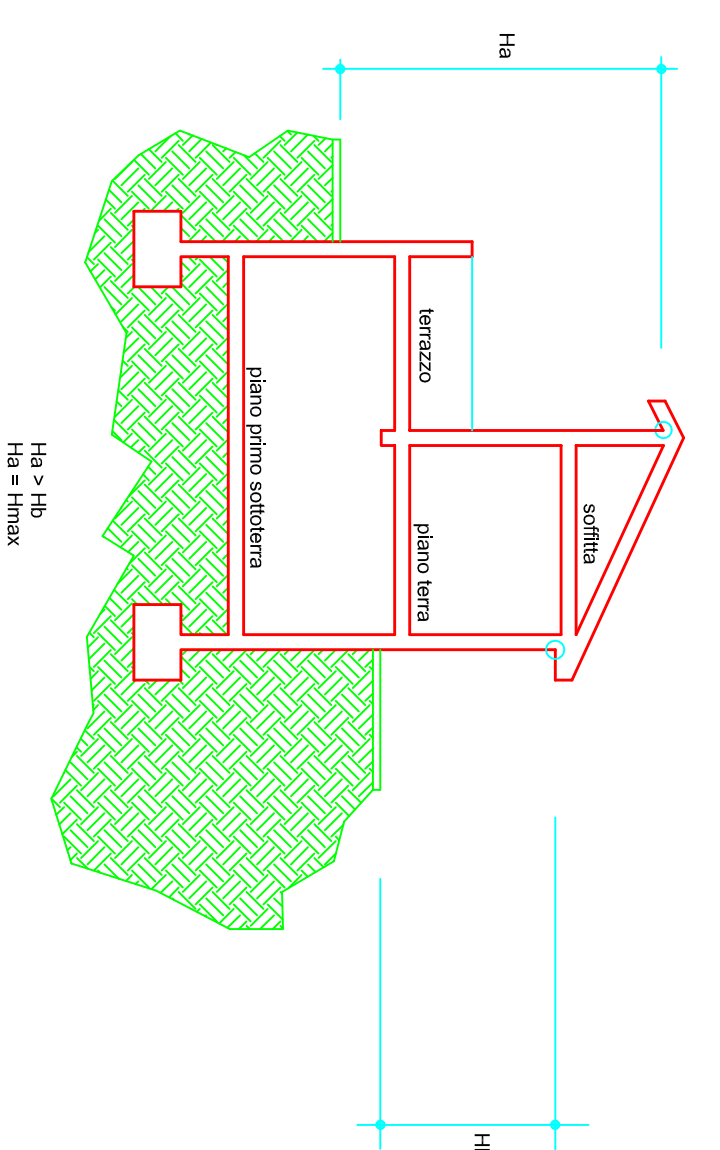 Ha
soffitta
terrazzo
piano terra
piano primo sottoterra
Ha > Hb
Ha = Hmax